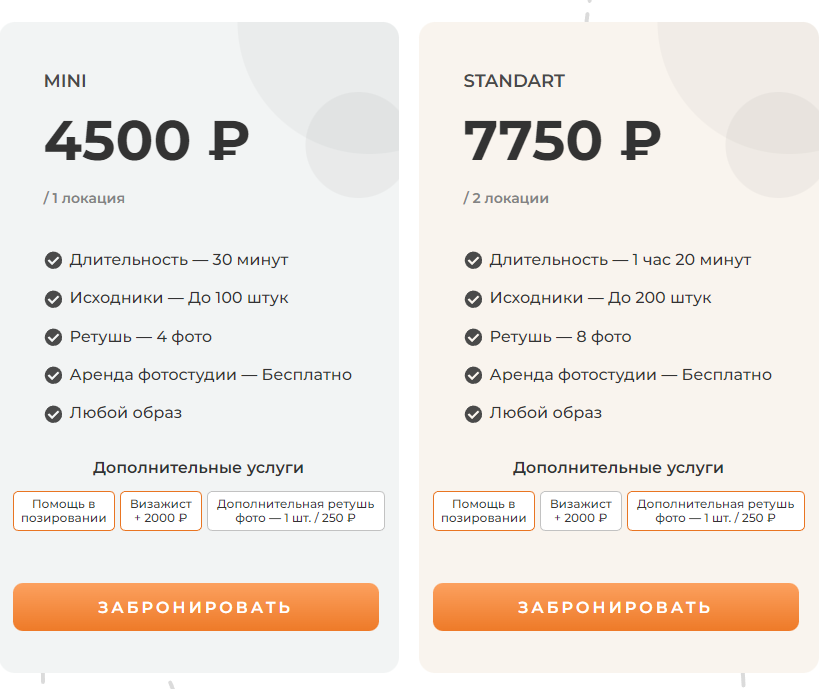 MINI
4500 ₽
/ 1 локация
Длительность — 30 минут
Исходники — До 100 штук
Ретушь — 4 фото
Аренда фотостудии — Бесплатно
Любой образ
Дополнительные услуги
Помощь в
позировании
Визажист
+ 2000 ₽
Дополнительная ретушь
фото — 1 шт. / 250 ₽
ЗАБРОНИРОВАТЬ
STANDART
7750 ₽
/ 2 локации
Длительность — 1 час 20 минут
Исходники — До 200 штук
Ретушь — 8 фото
Аренда фотостудии — Бесплатно
Любой образ
Дополнительные услуги
Помощь в
позировании
Визажист
+ 2000 ₽
Дополнительная ретушь
фото — 1 шт. / 250 ₽
ЗАБРОНИРОВАТЬ